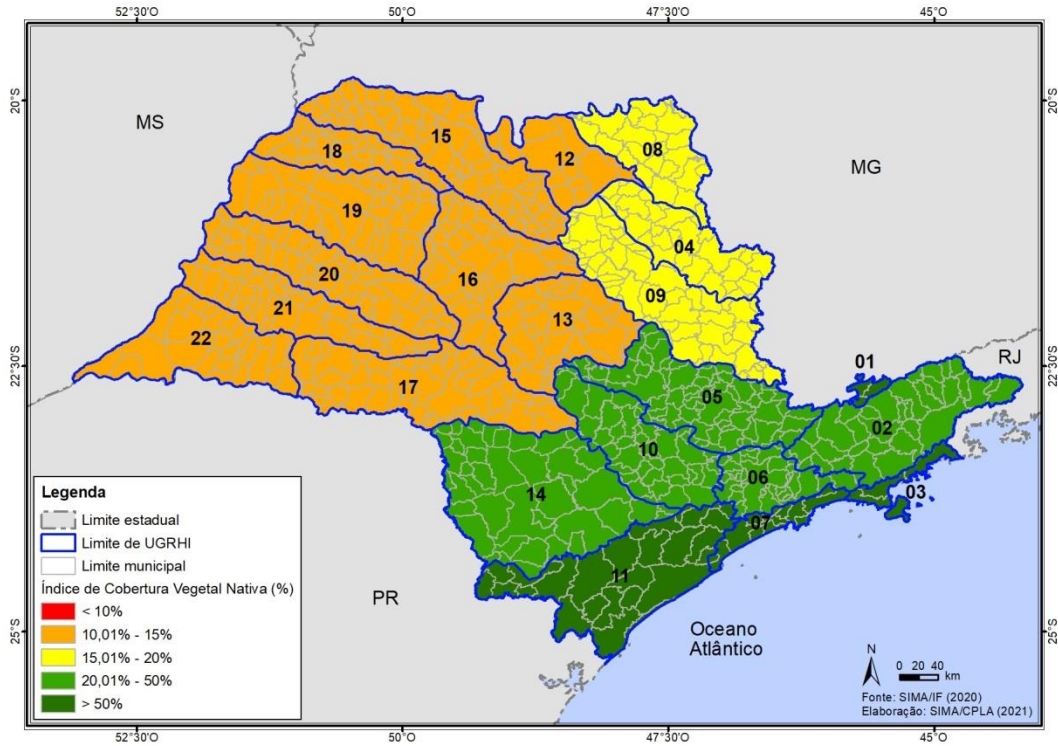 52°30'O
50°O
47°30'O
45°O
20°S
20°S
MS
MG
15
18
12
08
19
04
20
16
09
21
13
22
22°30'S
22°30'S
17
01
RJ
05
02
10
06
14
03
07
11
PR
25°S
25°S
Oceano
Atlântico
Legenda
Limite estadual
Limite de UGRHI
Limite municipal
Índice de Cobertura Vegetal Nativa (%)
< 10%
10,01% - 15%
15,01% - 20%
20,01% - 50%
> 50%
N
0 20 40
km
Fonte: SIMA/IF (2020)
Elaboração: SIMA/CPLA (2021)
52°30'O
50°O
47°30'O
45°O